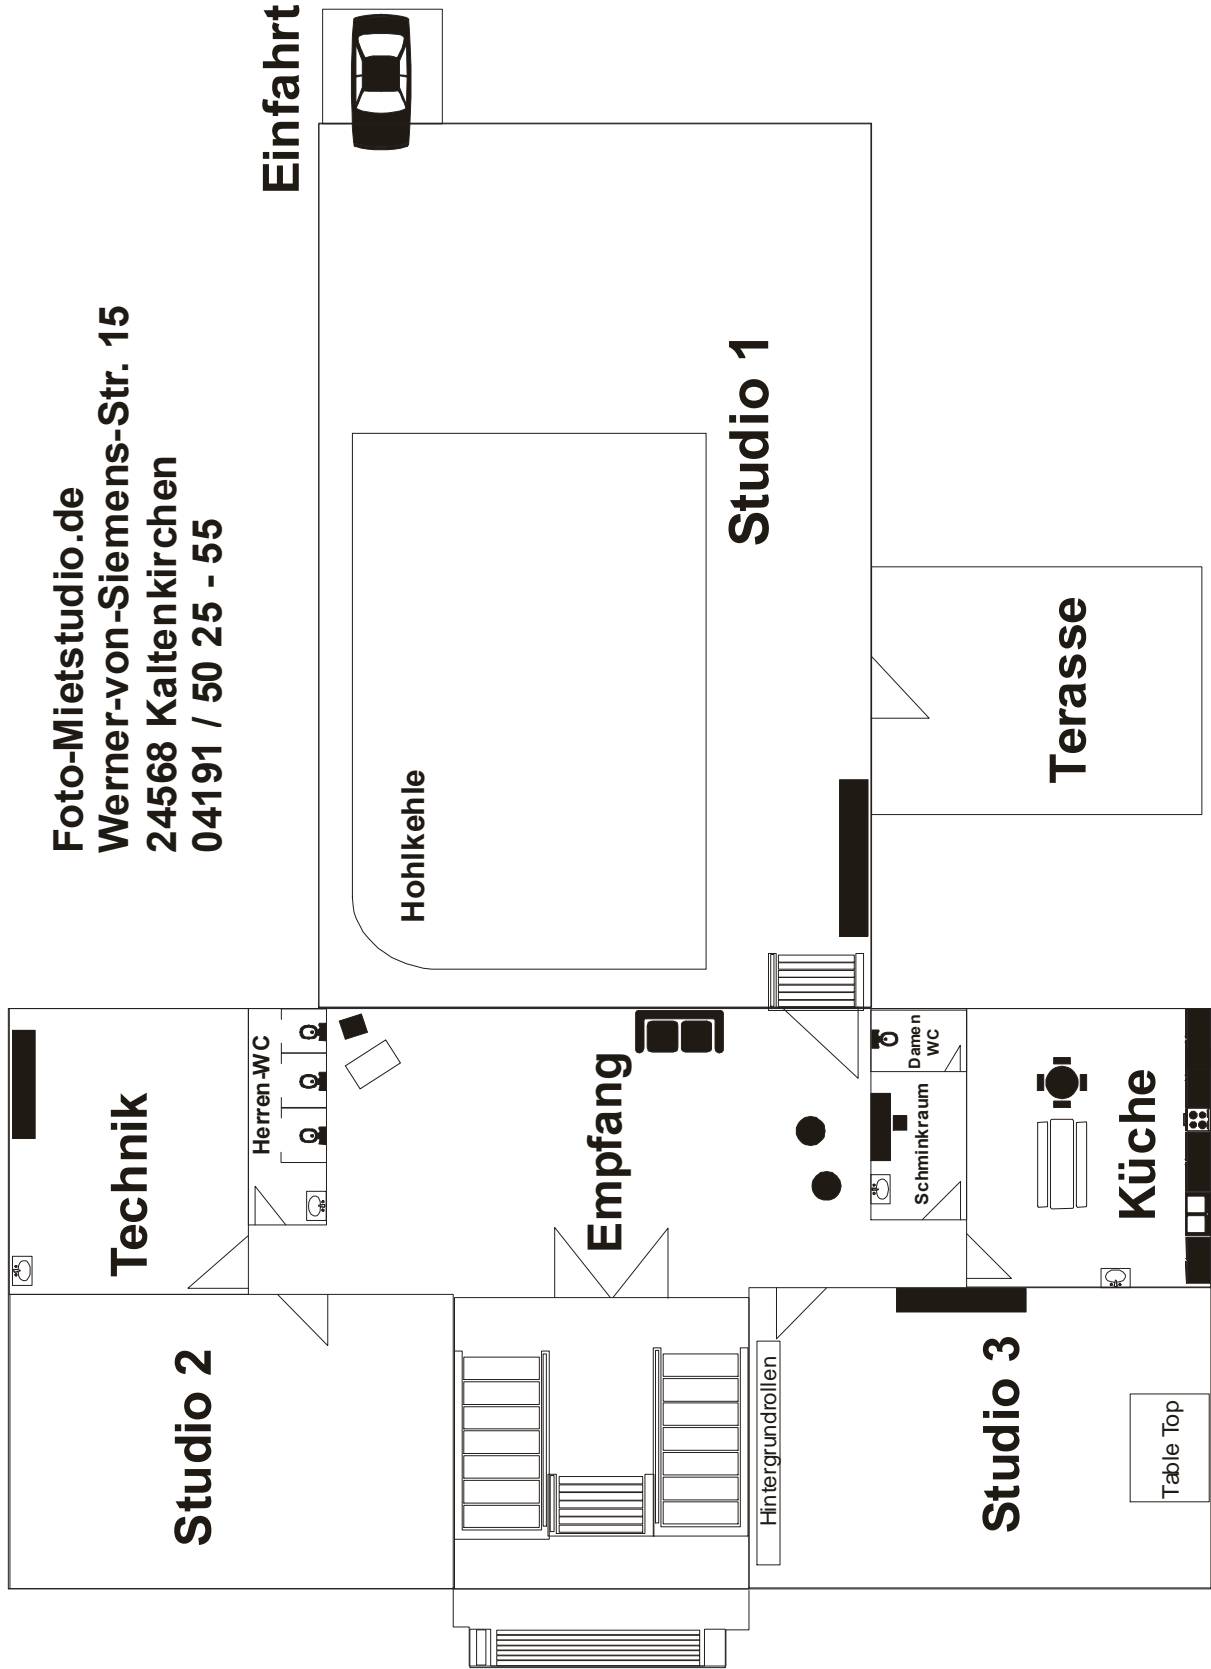 Foto-Mietstudio.de
Werner-von-Siemens-Str. 15
24568 Kaltenkirchen
04191 / 50 25 - 55
Einfahrt
Studio 1
Hohlkehle
Terasse
Technik
Herren-WC
Empfang
Damen
WC
Schminkraum
Küche
Studio 2
Hintergrundrollen
Studio 3
Table Top